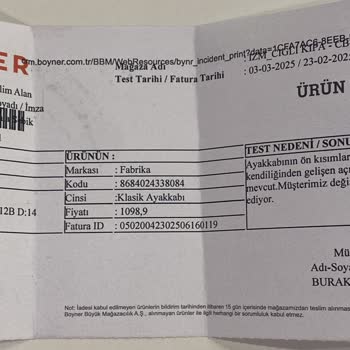 ER
crm.boyner.com.tr/BBM/WebResources/bynr_incident_print?data=1CFA7AC6-8EEB
Mağaza Adı : İZM_ÇİĞLİ KİPA - CB
Test Tarihi / Fatura Tarihi : 03-03-2025 / 23-02-202
lim Alan
oyadı / İmza
ÜRÜN
12B D:14
ÜRÜNÜN :
Markası : Fabrika
Kodu : 8684024338084
Cinsi :Klasik Ayakkabı
Fiyatı : 1098,9
Fatura ID : 05020042302506160119
TEST NEDENİ / SONU
Ayakkabının ön kısımlar
kendiliğinden gelişen açı
mevcut.Müşterimiz deği
ediyor.
Mü
Adı-Soya
BURAK
Not: İadesi kabul edilmeyen ürünlerin bildirim tarihinden itibaren 15 gün içerisinde mağazamızdan teslim alınması
Boyner Büyük Mağazacılık A.Ş., alınmayan ürünler ile ilgili herhangi bir sorumluluk kabul etmez.